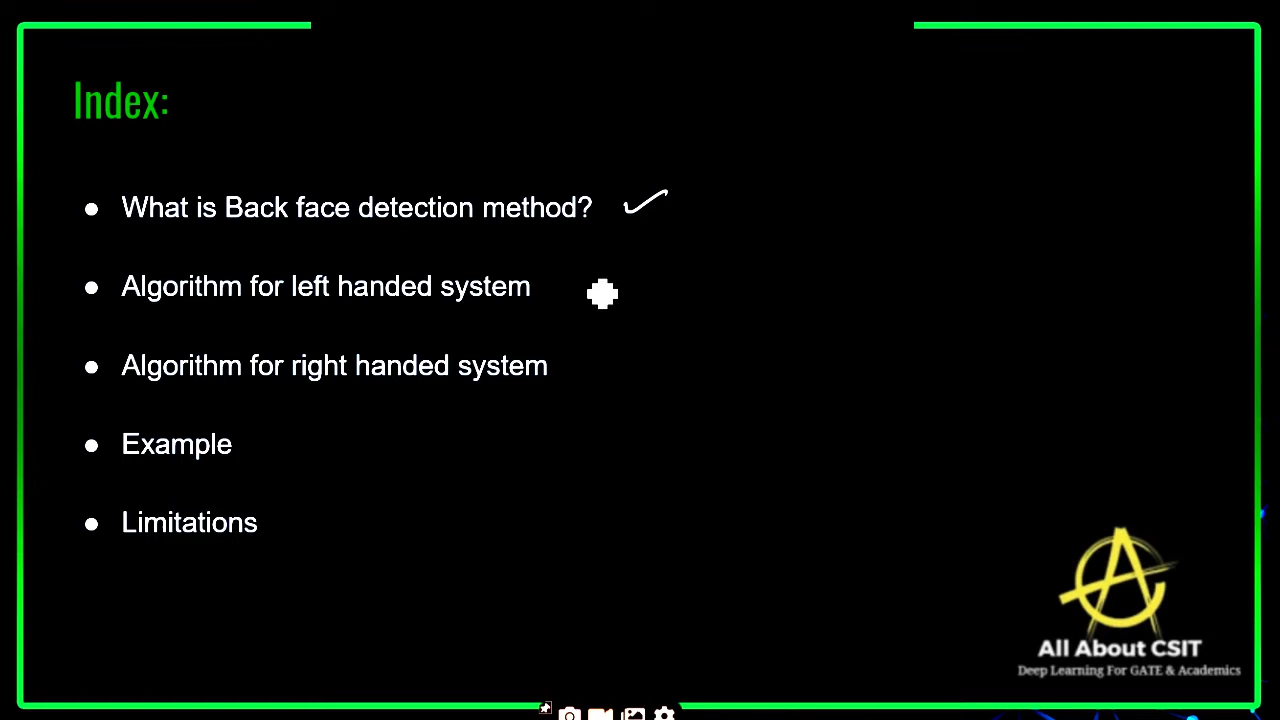 Index:
● What is Back face detection method?
● Algorithm for left handed system
● Algorithm for right handed system
● Example
● Limitations
All About CSIT
Deep Learning For GATE & Academics